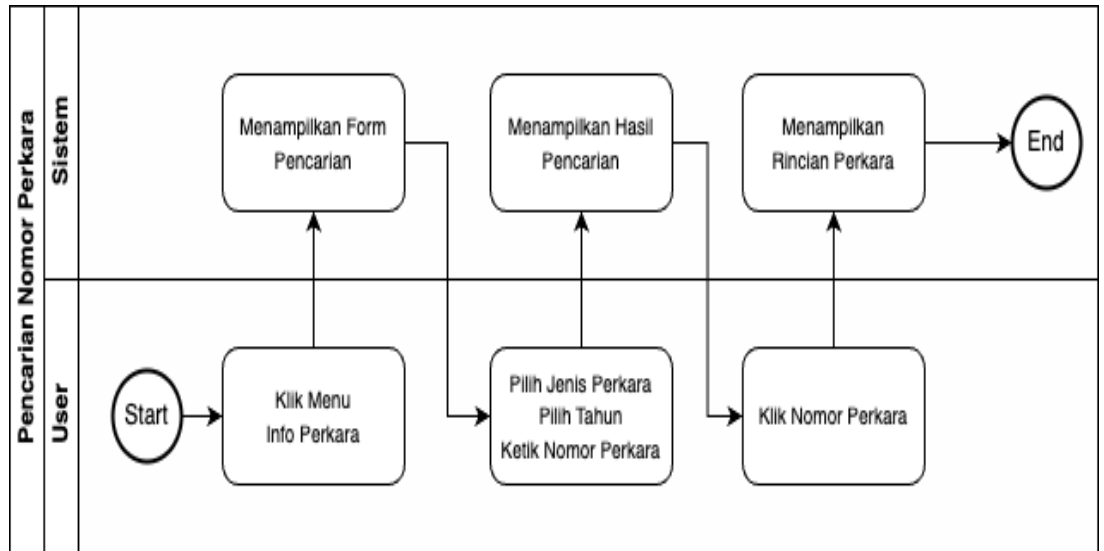 Pencarian Nomor Perkara
Sistem
Menampilkan Form
Pencarian
Menampilkan Hasil
Pencarian
Menampilkan
Rincian Perkara
End
User
Start
Klik Menu
Info Perkara
Pilih Jenis Perkara
Pilih Tahun
Ketik Nomor Perkara
Klik Nomor Perkara